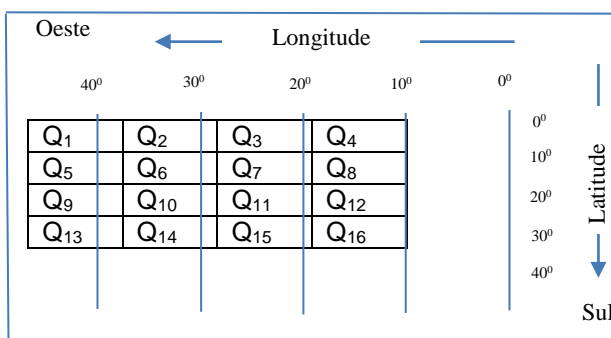 Oeste Longitude
40⁰ 30⁰ 20⁰ 10⁰ 0⁰
Q₁ Q₂ Q₃ Q₄
Q₅ Q₆ Q₇ Q₈
Q₉ Q₁₀ Q₁₁ Q₁₂
Q₁₃ Q₁₄ Q₁₅ Q₁₆
0⁰
10⁰
20⁰
30⁰
40⁰
Latitude
Sul